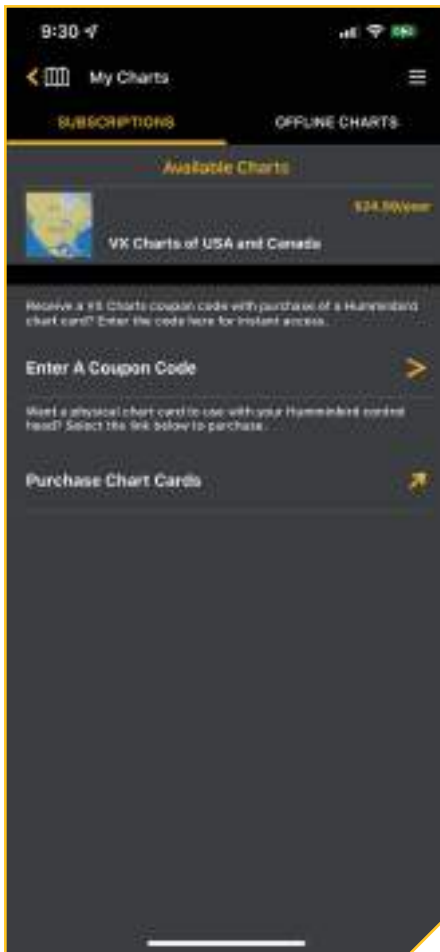 9:30
My Charts
SUBSCRIPTIONS
OFFLINE CHARTS
Available Charts
VX Charts of USA and Canada
Receive a VX Charts coupon code with purchase of a Humminbird
chart card? Enter the code here for instant access.
Enter A Coupon Code
Want a physical chart card to use with your Humminbird control
head? Select the link below to purchase.
Purchase Chart Cards